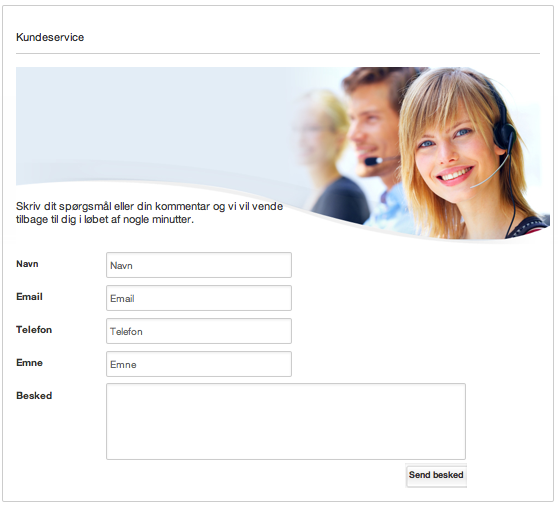 Kundeservice
Skriv dit spørgsmål eller din kommentar og vi vil vende
tilbage til dig i løbet af nogle minutter.
Navn Navn
Email Email
Telefon Telefon
Emne Emne
Besked
Send besked